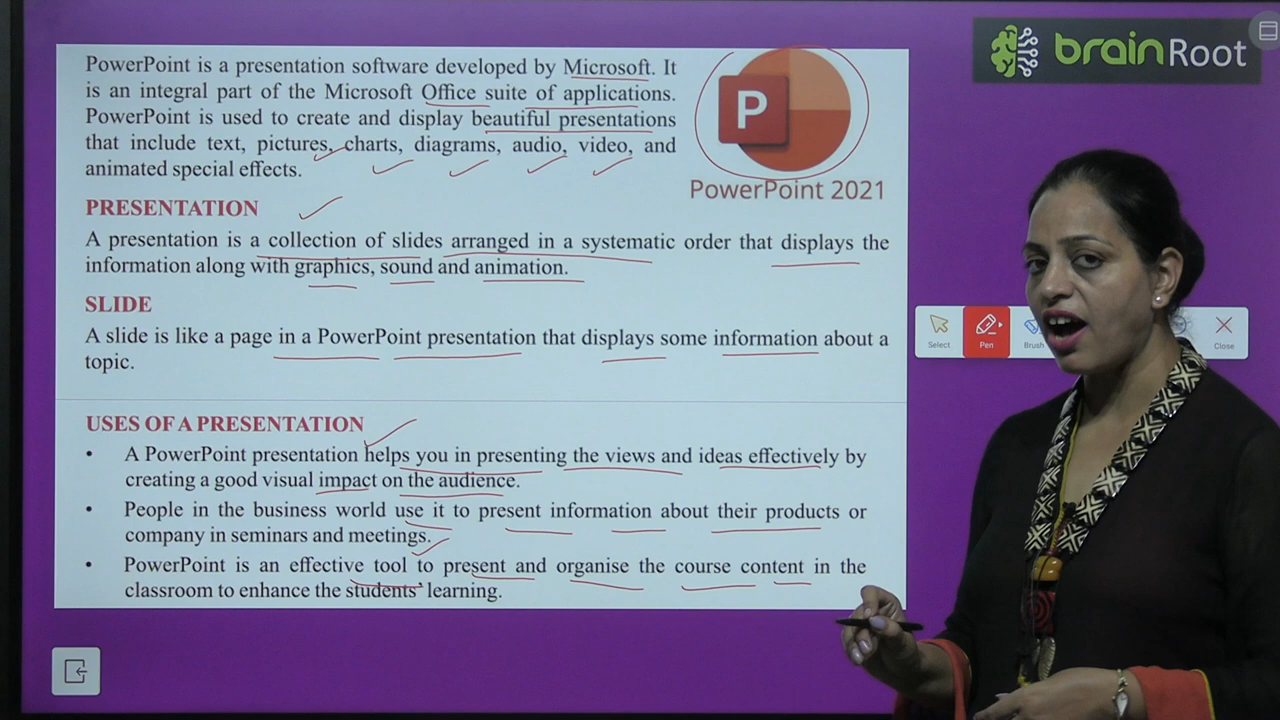 brainRoot
PowerPoint is a presentation software developed by Microsoft. It
is an integral part of the Microsoft Office suite of applications.
PowerPoint is used to create and display beautiful presentations
that include text, pictures, charts, diagrams, audio, video, and
animated special effects.
P
PowerPoint 2021
PRESENTATION
A presentation is a collection of slides arranged in a systematic order that displays the
information along with graphics, sound and animation.
SLIDE
A slide is like a page in a PowerPoint presentation that displays some information about a
topic.
Select
Pen
Brush
Close
USES OF A PRESENTATION
• A PowerPoint presentation helps you in presenting the views and ideas effectively by
creating a good visual impact on the audience.
• People in the business world use it to present information about their products or
company in seminars and meetings.
• PowerPoint is an effective tool to present and organise the course content in the
classroom to enhance the students' learning.